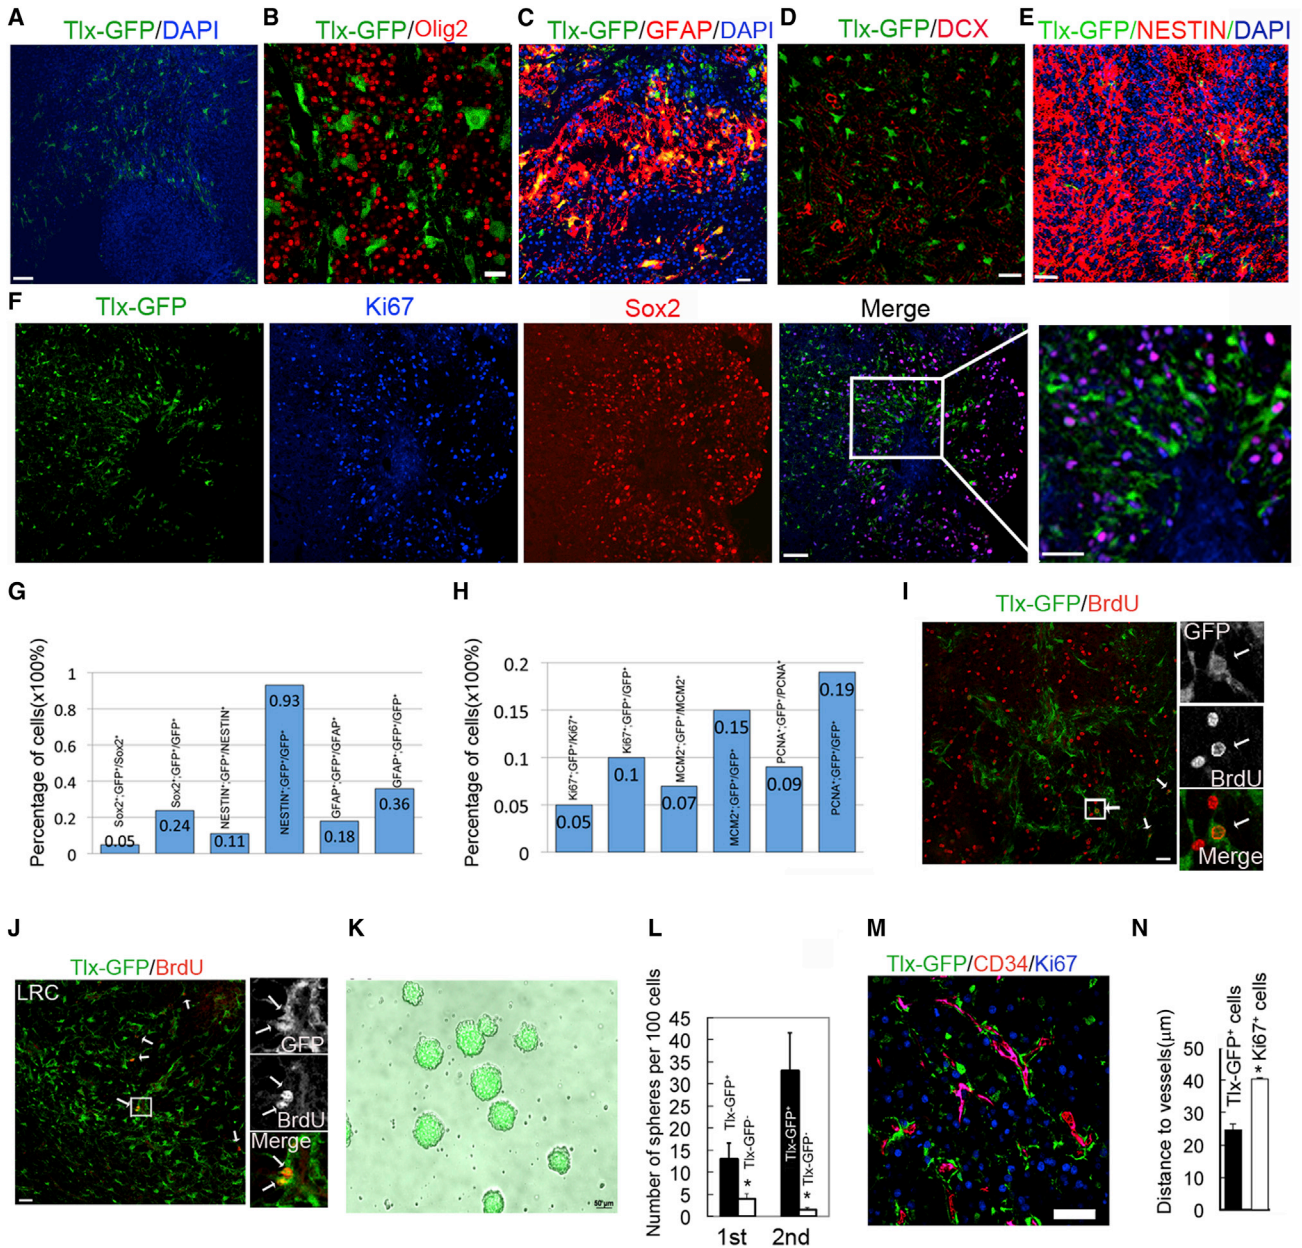 A
Tlx-GFP/DAPI
B
Tlx-GFP/Olig2
C
Tlx-GFP/GFAP/DAPI
D
Tlx-GFP/DCX
E
Tlx-GFP/NESTIN/DAPI
F
Tlx-GFP
Ki67
Sox2
Merge
G
Percentage of cells(x100%)
1
0.8
0.6
0.4
0.2
0
Sox2⁺;GFP⁺/Sox2⁺
0.05
Sox2⁺;GFP⁺/GFP⁺
0.24
NESTIN⁺;GFP⁺/NESTIN⁺
0.11
NESTIN⁺;GFP⁺/GFP⁺
0.93
GFAP⁺;GFP⁺/GFAP⁺
0.18
GFAP⁺;GFP⁺/GFP⁺
0.36
H
Percentage of cells(x100%)
0.2
0.15
0.1
0.05
0
Ki67⁺;GFP⁺/Ki67⁺
0.05
Ki67⁺;GFP⁺/GFP⁺
0.1
MCM2⁺;GFP⁺/MCM2⁺
0.07
MCM2⁺;GFP⁺/GFP⁺
0.15
PCNA⁺;GFP⁺/PCNA⁺
0.09
PCNA⁺;GFP⁺/GFP⁺
0.19
I
Tlx-GFP/BrdU
GFP
BrdU
Merge
J
Tlx-GFP/BrdU
LRC
GFP
BrdU
Merge
K
50 µm
L
Number of spheres per 100 cells
45
40
35
30
25
20
15
10
5
0
Tlx-GFP⁺
* Tlx-GFP⁻
Tlx-GFP⁺
* Tlx-GFP⁻
1st
2nd
M
Tlx-GFP/CD34/Ki67
N
Distance to vessels(µm)
50
40
30
20
10
0
Tlx-GFP⁺ cells
* Ki67⁺ cells